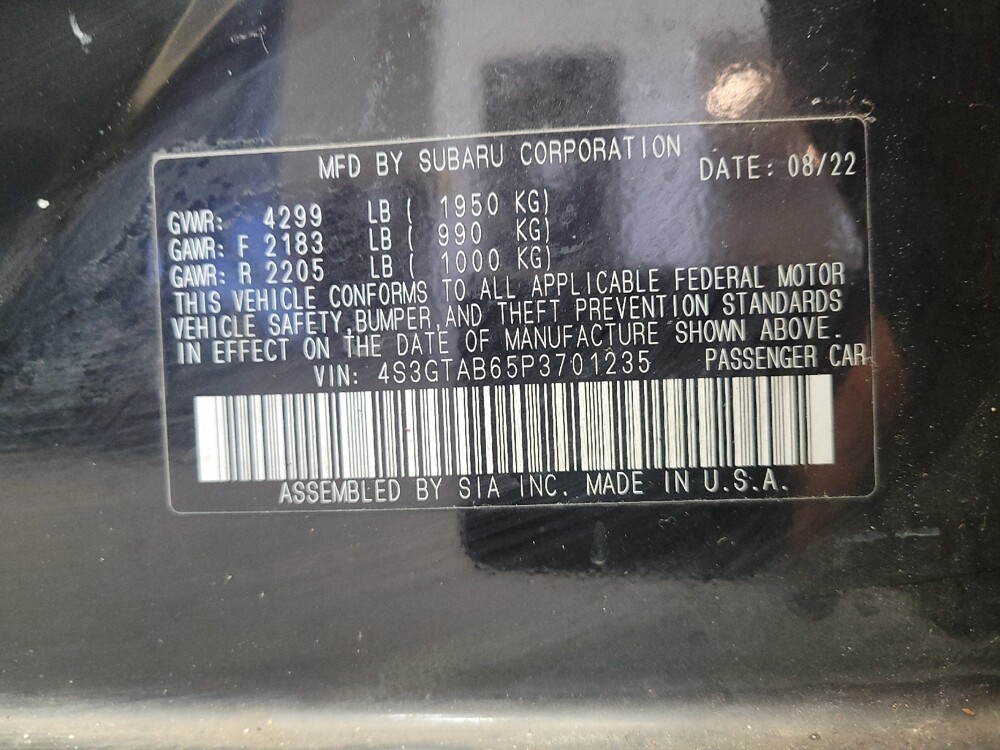 MFD BY SUBARU CORPORATION DATE: 08/22
GVWR: 4299 LB ( 1950 KG)
GAWR: F 2183 LB ( 990 KG)
GAWR: R 2205 LB ( 1000 KG)
THIS VEHICLE CONFORMS TO ALL APPLICABLE FEDERAL MOTOR
VEHICLE SAFETY,BUMPER,AND THEFT PREVENTION STANDARDS
IN EFFECT ON THE DATE OF MANUFACTURE SHOWN ABOVE.
VIN: 4S3GTAB65P3701235 PASSENGER CAR
ASSEMBLED BY SIA INC. MADE IN U.S.A.